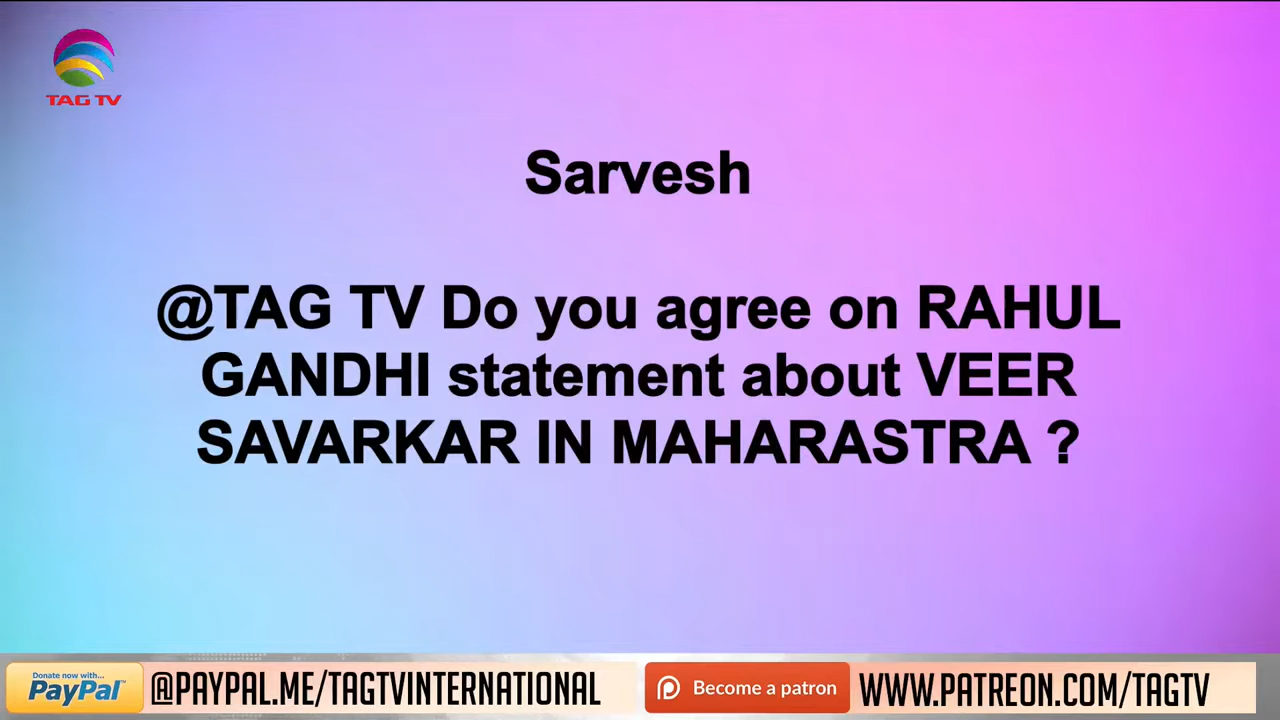 TAG TV
Sarvesh
@TAG TV Do you agree on RAHUL
GANDHI statement about VEER
SAVARKAR IN MAHARASTRA ?
Donate now with...
PayPal™
@PAYPAL.ME/TAGTVINTERNATIONAL
Become a patron
WWW.PATREON.COM/TAGTV